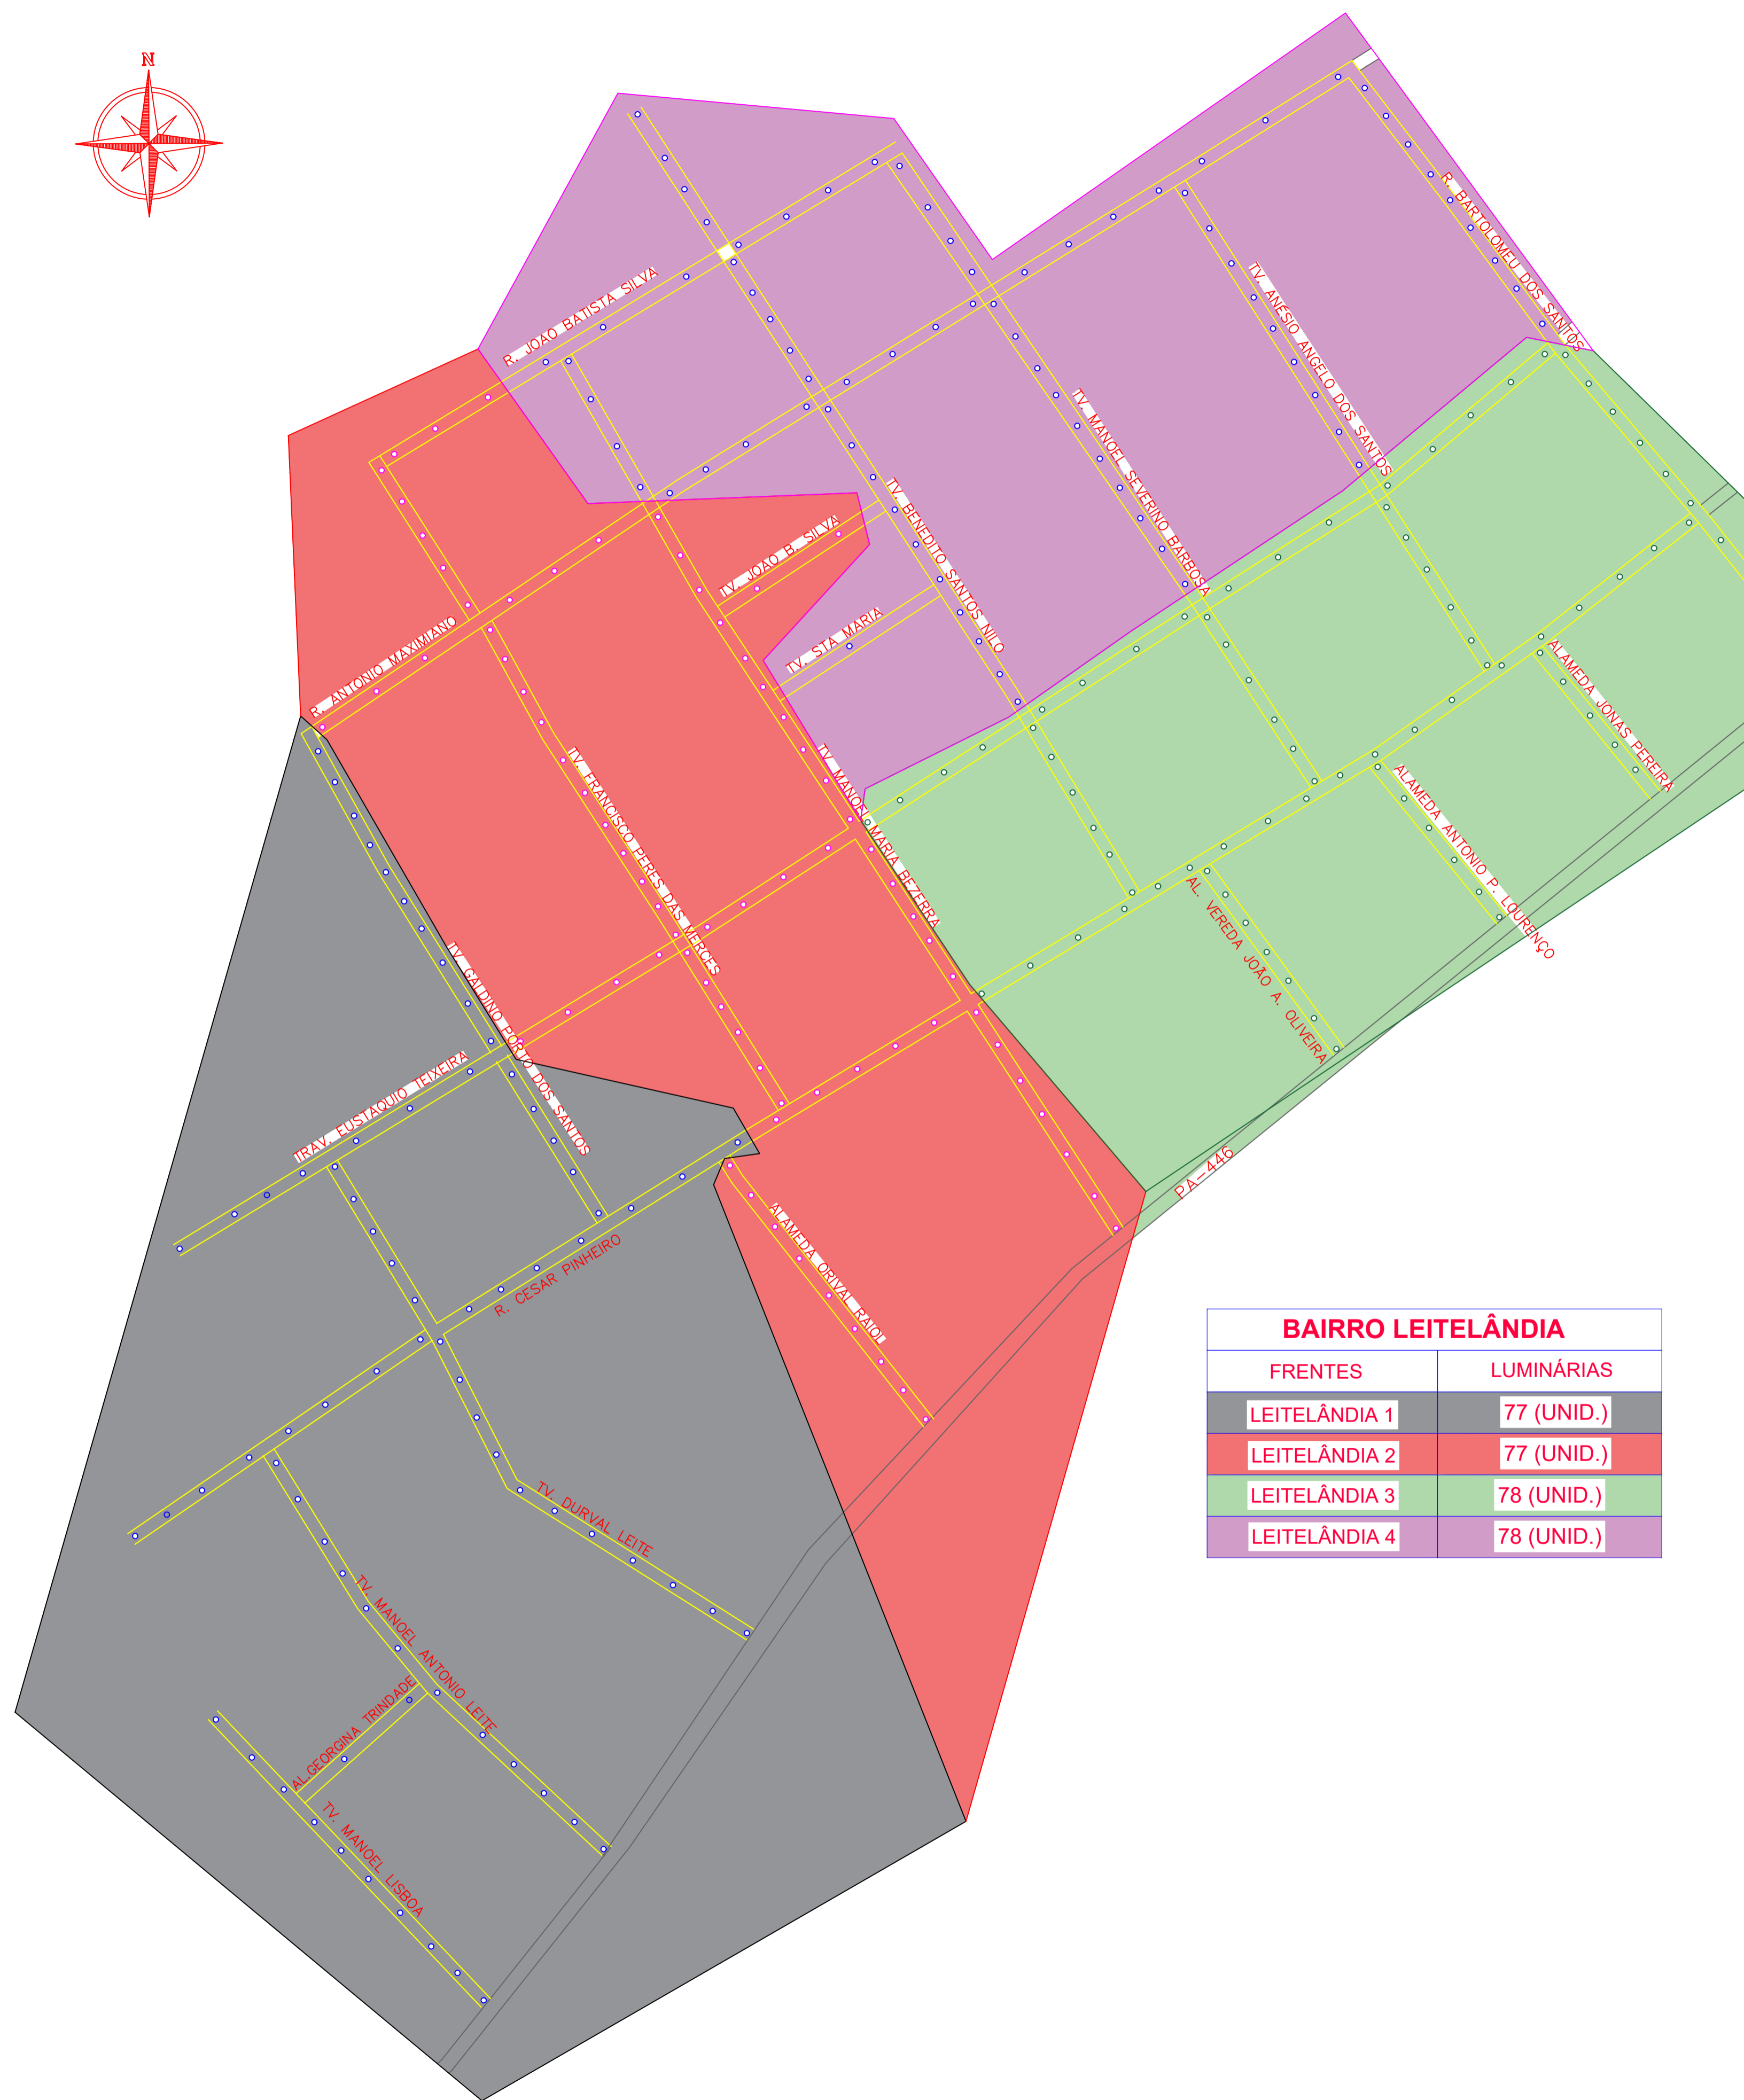 N
R. BARTOLOMEU DOS SANTOS
R. JOAO BATISTA SILVA
TV. ANÉSIO ANGELO DOS SANTOS
TV. MANOEL SEVERINO BARBOSA
TV. BENEDITO SANTOS NILO
TV. JOAO B. SILVA
TV. STA MARIA
R. ANTONIO MAXIMIANO
ALAMEDA JONAS PEREIRA
TV. MANOEL MARIA BEZERRA
TV. FRANCISCO PERES DAS MERCES
ALAMEDA ANTONIO P. LOURENÇO
AL. VEREDA JOÃO A. OLIVEIRA
TV. GALDINO PORTO DOS SANTOS
TRAV. EUSTAQUIO TEIXEIRA
PA-446
ALAMEDA ORIVAL RAIOL
R. CESAR PINHEIRO
TV. DURVAL LEITE
TV. MANOEL ANTONIO LEITE
AL.GEORGINA TRINDADE
TV. MANOEL LISBOA
BAIRRO LEITELÂNDIA
FRENTES LUMINÁRIAS
LEITELÂNDIA 1 77 (UNID.)
LEITELÂNDIA 2 77 (UNID.)
LEITELÂNDIA 3 78 (UNID.)
LEITELÂNDIA 4 78 (UNID.)